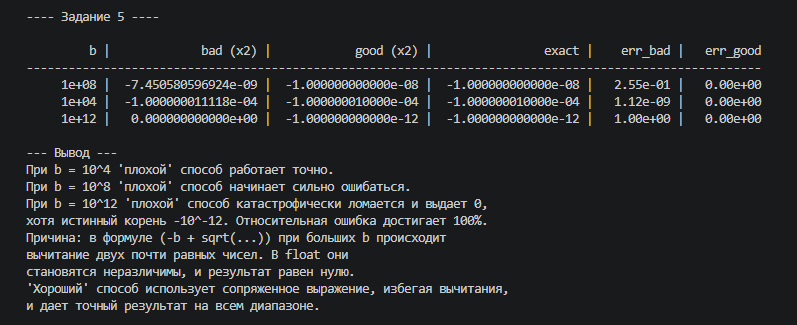 ---- Задание 5 ----
b | bad (x2) | good (x2) | exact | err_bad | err_good
------------------------------------------------------------------------------------------
1e+08 | -7.450580596924e-09 | -1.000000000000e-08 | -1.000000000000e-08 | 2.55e-01 | 0.00e+00
1e+04 | -1.000000011118e-04 | -1.000000010000e-04 | -1.000000010000e-04 | 1.12e-09 | 0.00e+00
1e+12 | 0.000000000000e+00 | -1.000000000000e-12 | -1.000000000000e-12 | 1.00e+00 | 0.00e+00
--- Вывод ---
При b = 10^4 'плохой' способ работает точно.
При b = 10^8 'плохой' способ начинает сильно ошибаться.
При b = 10^12 'плохой' способ катастрофически ломается и выдает 0,
хотя истинный корень -10^-12. Относительная ошибка достигает 100%.
Причина: в формуле (-b + sqrt(...)) при больших b происходит
вычитание двух почти равных чисел. В float они
становятся неразличимы, и результат равен нулю.
'Хороший' способ использует сопряженное выражение, избегая вычитания,
и дает точный результат на всем диапазоне.